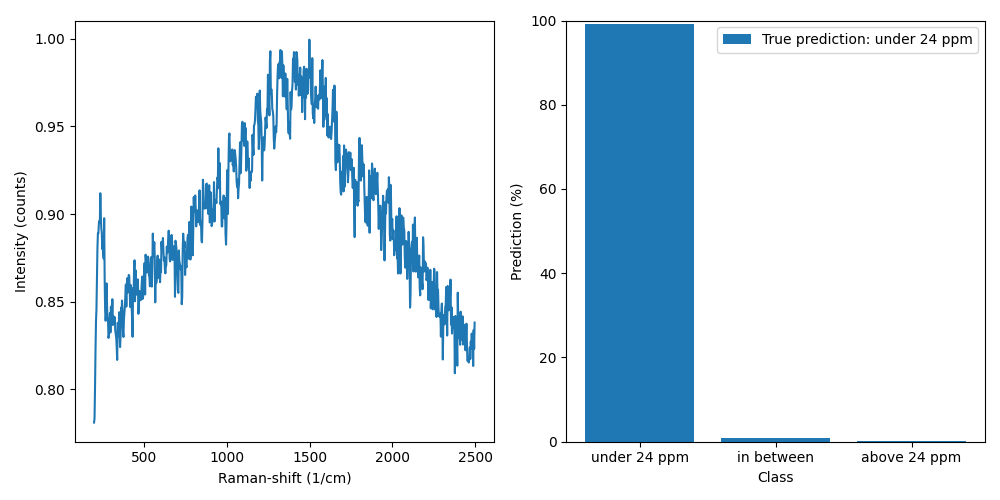 1.00
0.95
0.90
0.85
0.80
Intensity (counts)
500
1000
1500
2000
2500
Raman-shift (1/cm)
100
80
60
40
20
0
Prediction (%)
True prediction: under 24 ppm
under 24 ppm
in between
above 24 ppm
Class